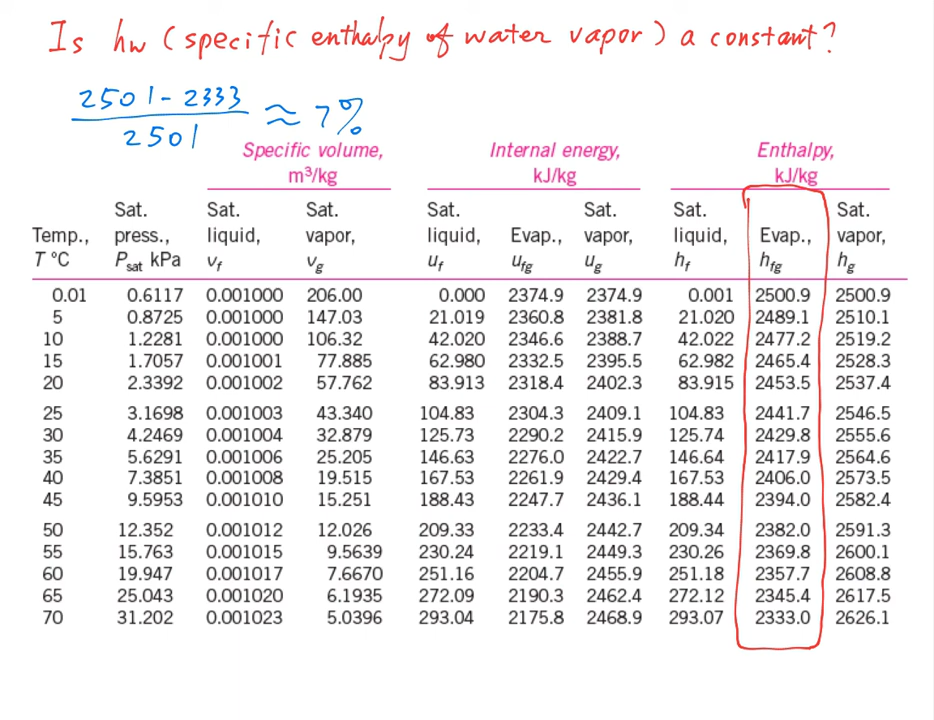 Is hw (specific enthalpy of water vapor) a constant?
2501 - 2333
2501
≈ 7%
Specific volume, Internal energy, Enthalpy,
m³/kg kJ/kg kJ/kg
Sat. Sat. Sat. Sat. Sat. Sat. Sat.
Temp., press., liquid, vapor, liquid, Evap., vapor, liquid, Evap., vapor,
T °C Psat kPa vf vg uf ufg ug hf hfg hg
0.01 0.6117 0.001000 206.00 0.000 2374.9 2374.9 0.001 2500.9 2500.9
5 0.8725 0.001000 147.03 21.019 2360.8 2381.8 21.020 2489.1 2510.1
10 1.2281 0.001000 106.32 42.020 2346.6 2388.7 42.022 2477.2 2519.2
15 1.7057 0.001001 77.885 62.980 2332.5 2395.5 62.982 2465.4 2528.3
20 2.3392 0.001002 57.762 83.913 2318.4 2402.3 83.915 2453.5 2537.4
25 3.1698 0.001003 43.340 104.83 2304.3 2409.1 104.83 2441.7 2546.5
30 4.2469 0.001004 32.879 125.73 2290.2 2415.9 125.74 2429.8 2555.6
35 5.6291 0.001006 25.205 146.63 2276.0 2422.7 146.64 2417.9 2564.6
40 7.3851 0.001008 19.515 167.53 2261.9 2429.4 167.53 2406.0 2573.5
45 9.5953 0.001010 15.251 188.43 2247.7 2436.1 188.44 2394.0 2582.4
50 12.352 0.001012 12.026 209.33 2233.4 2442.7 209.34 2382.0 2591.3
55 15.763 0.001015 9.5639 230.24 2219.1 2449.3 230.26 2369.8 2600.1
60 19.947 0.001017 7.6670 251.16 2204.7 2455.9 251.18 2357.7 2608.8
65 25.043 0.001020 6.1935 272.09 2190.3 2462.4 272.12 2345.4 2617.5
70 31.202 0.001023 5.0396 293.04 2175.8 2468.9 293.07 2333.0 2626.1